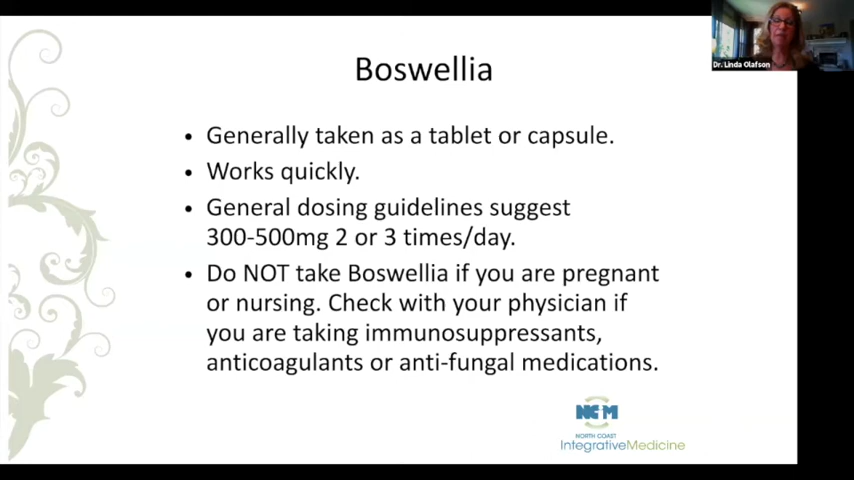 Dr. Linda Olafson
Boswellia
• Generally taken as a tablet or capsule.
• Works quickly.
• General dosing guidelines suggest
300-500mg 2 or 3 times/day.
• Do NOT take Boswellia if you are pregnant
or nursing. Check with your physician if
you are taking immunosuppressants,
anticoagulants or anti-fungal medications.
NCIM
NORTH COAST
IntegrativeMedicine